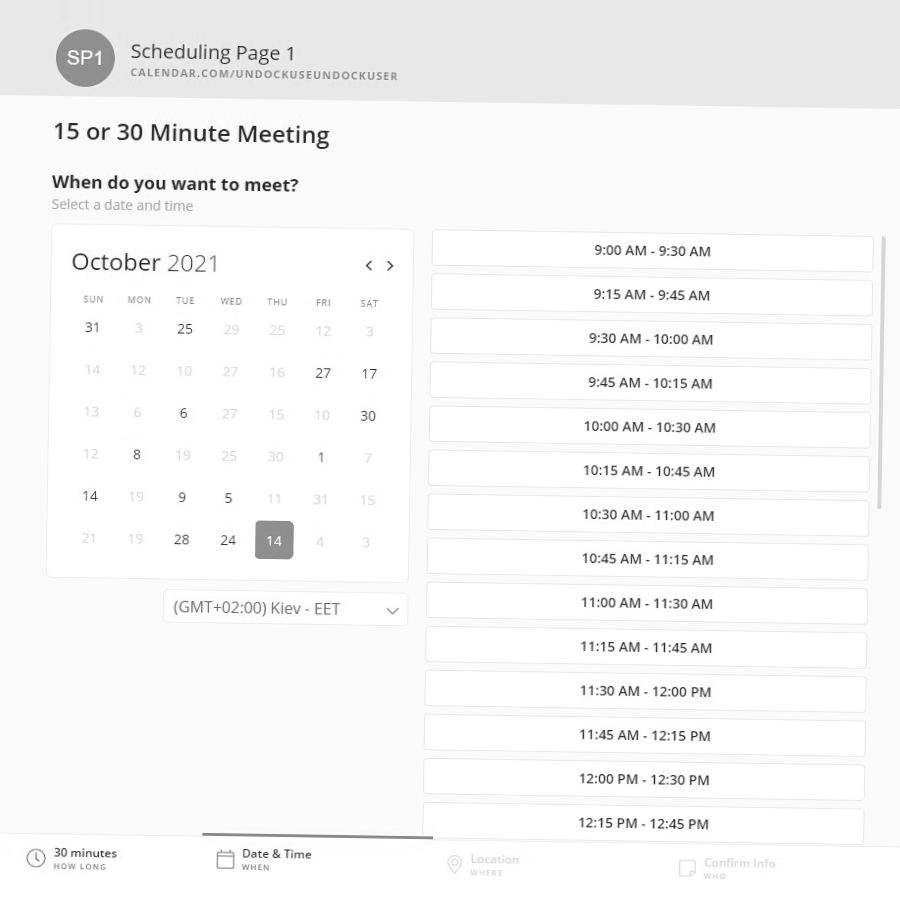 SP1
Scheduling Page 1
CALENDAR.COM/UNDOCKUSEUNDOCKUSER
15 or 30 Minute Meeting
When do you want to meet?
Select a date and time
October 2021
SUN MON TUE WED THU FRI SAT
31 3 25 29 25 12 3
14 12 10 27 16 27 17
13 6 6 27 15 10 30
12 8 19 25 30 1 7
14 19 9 5 11 31 15
21 19 28 24 14 4 3
(GMT+02:00) Kiev - EET
9:00 AM - 9:30 AM
9:15 AM - 9:45 AM
9:30 AM - 10:00 AM
9:45 AM - 10:15 AM
10:00 AM - 10:30 AM
10:15 AM - 10:45 AM
10:30 AM - 11:00 AM
10:45 AM - 11:15 AM
11:00 AM - 11:30 AM
11:15 AM - 11:45 AM
11:30 AM - 12:00 PM
11:45 AM - 12:15 PM
12:00 PM - 12:30 PM
12:15 PM - 12:45 PM
30 minutes
HOW LONG
Date & Time
WHEN
Location
WHERE
Confirm Info
WHO